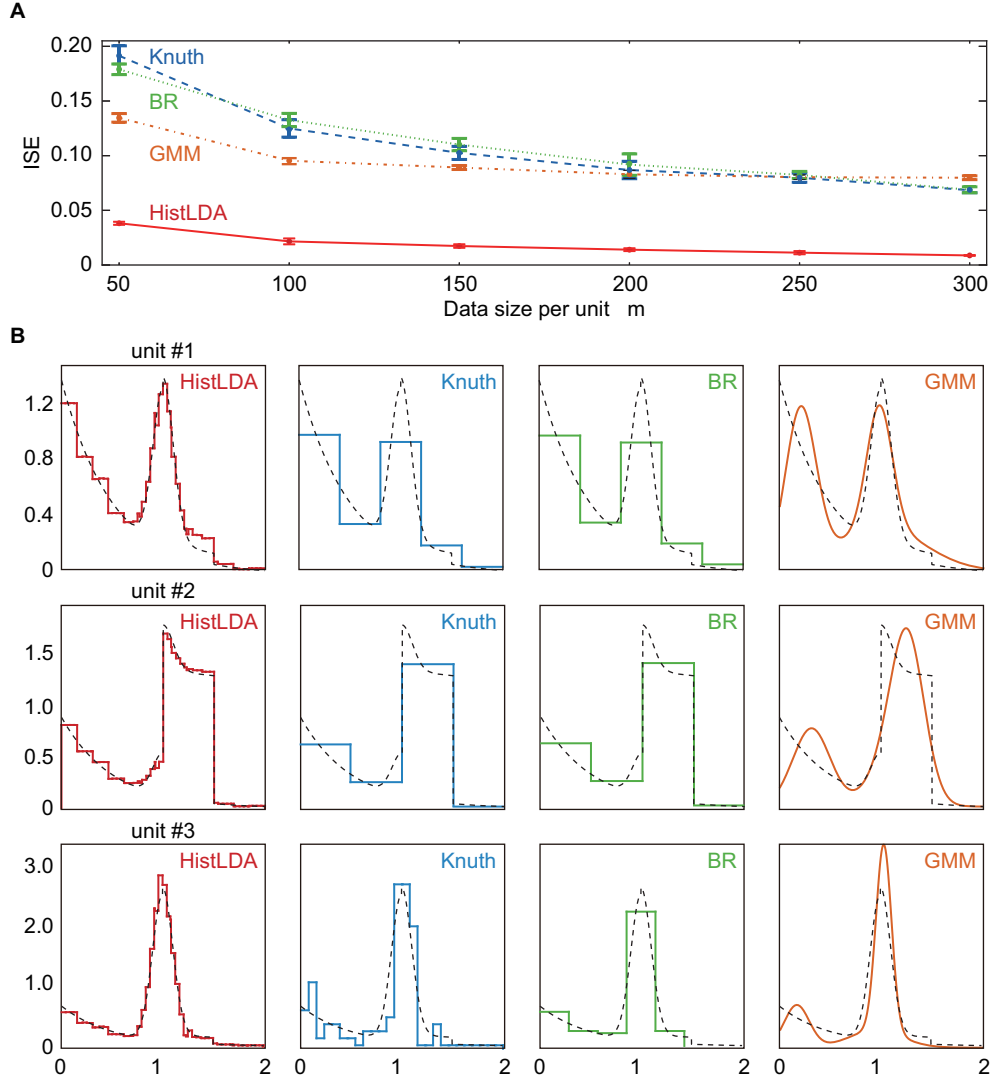 A
0.20
0.15
0.10
0.05
0
ISE
Knuth
BR
GMM
HistLDA
50 100 150 200 250 300
Data size per unit m
B
unit #1
HistLDA Knuth BR GMM
1.2
0.8
0.4
0
unit #2
HistLDA Knuth BR GMM
1.5
1.0
0.5
0
unit #3
HistLDA Knuth BR GMM
3.0
2.0
1.0
0
0 1 2 0 1 2 0 1 2 0 1 2